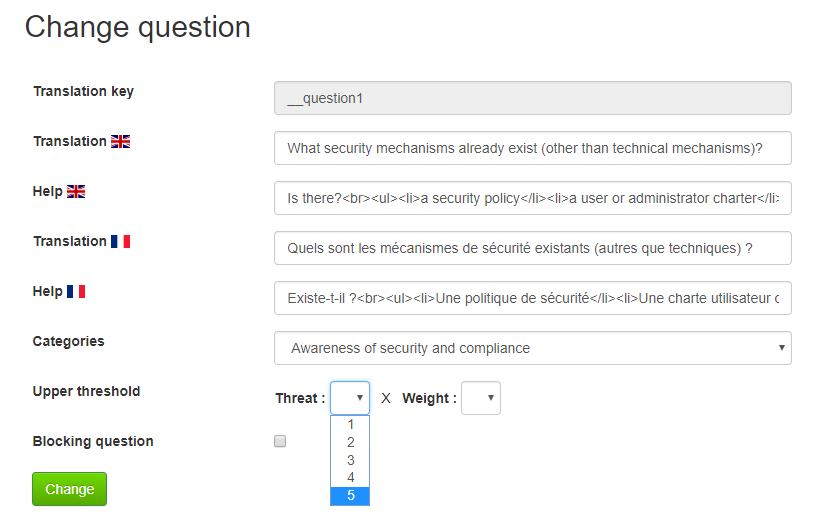 Change question
Translation key
__question1
Translation
What security mechanisms already exist (other than technical mechanisms)?
Help
Is there?<br><ul><li>a security policy</li><li>a user or administrator charter</li>
Translation
Quels sont les mécanismes de sécurité existants (autres que techniques) ?
Help
Existe-t-il ?<br><ul><li>Une politique de sécurité</li><li>Une charte utilisateur
Categories
Awareness of security and compliance
Upper threshold
Threat : X Weight :
1
2
3
4
5
Blocking question
Change